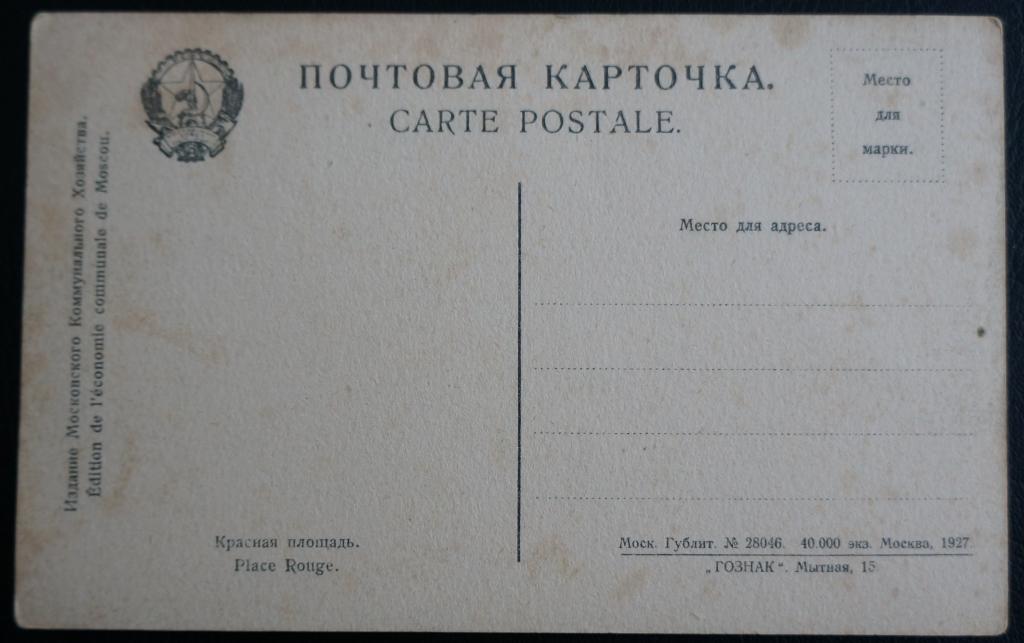 ПОЧТОВАЯ КАРТОЧКА.
CARTE POSTALE.
Место
для
марки.
Издание Московского Коммунального Хозяйства.
Édition de l'économie communale de Moscou.
Место для адреса.
Красная площадь.
Place Rouge.
Моск. Гублит. № 28046. 40.000 экз. Москва, 1927.
„ГОЗНАК“. Мытная, 15